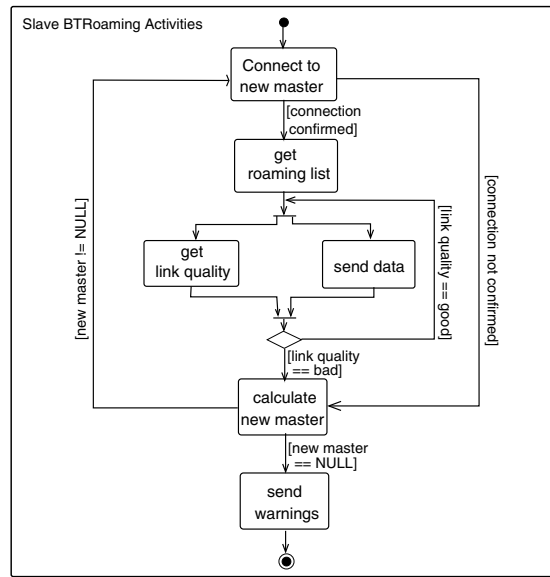 Slave BTRoaming Activities
Connect to
new master
[connection
confirmed]
get
roaming list
[new master != NULL]
[link quality == good]
[connection not confirmed]
get
link quality
send data
[link quality
== bad]
calculate
new master
[new master
== NULL]
send
warnings